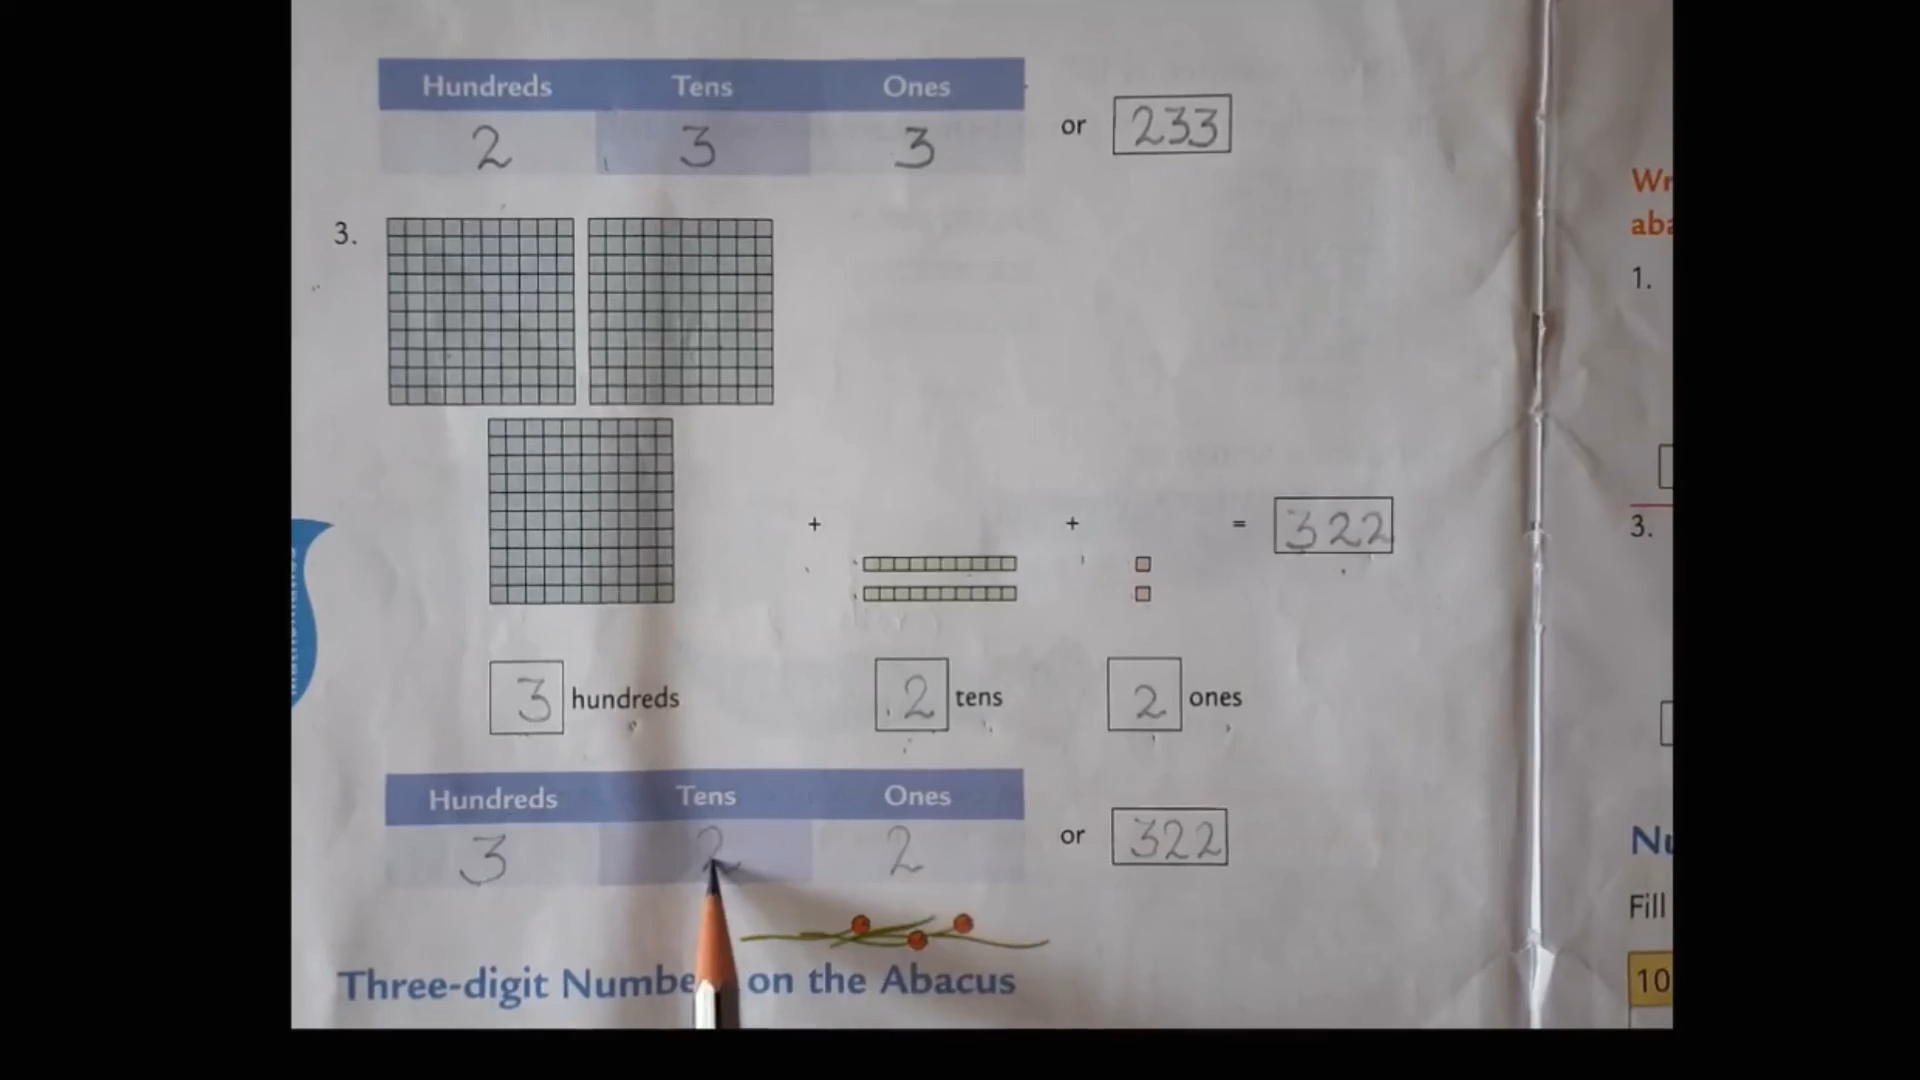 Hundreds Tens Ones
2 3 3 or 233
3.
+ + = 322
3 hundreds 2 tens 2 ones
Hundreds Tens Ones
3 2 2 or 322
Three-digit Numbe on the Abacus
Wr
aba
1.
3.
Nu
Fill
10